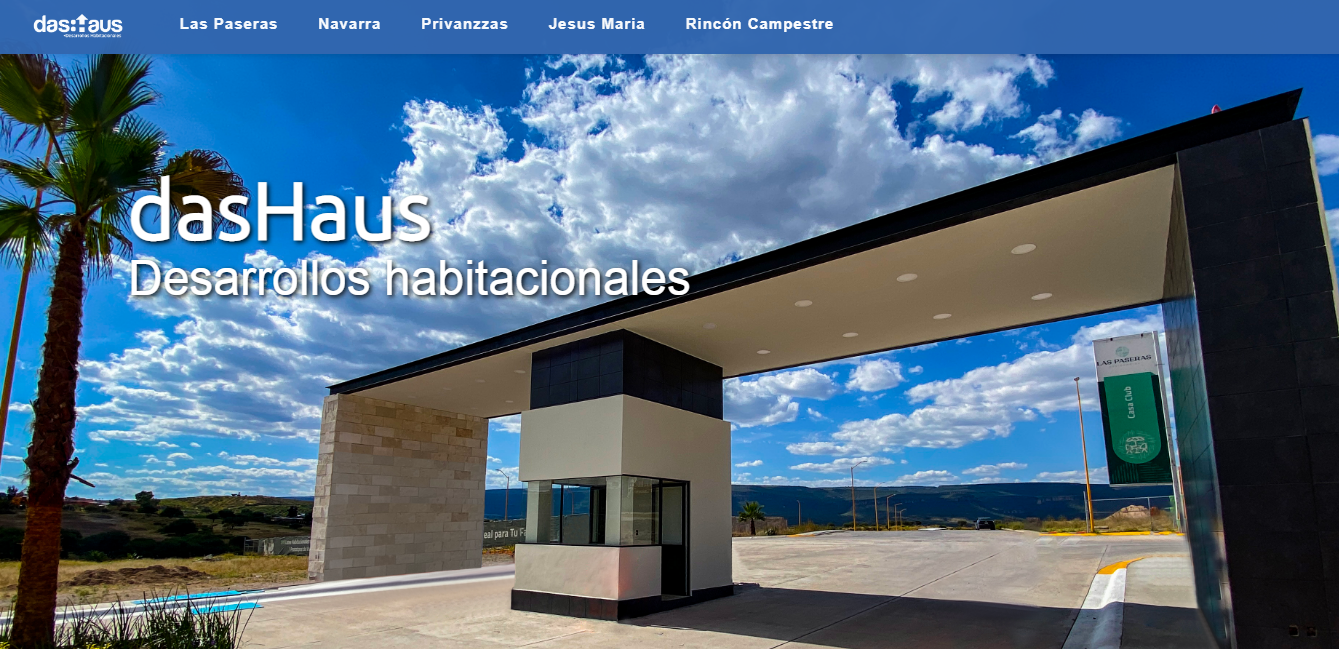 dasHaus
Desarrollos Habitacionales
Las Paseras
Navarra
Privanzzas
Jesus Maria
Rincón Campestre
dasHaus
Desarrollos habitacionales
LAS PASERAS
Casa Club
eal para Tu Fa